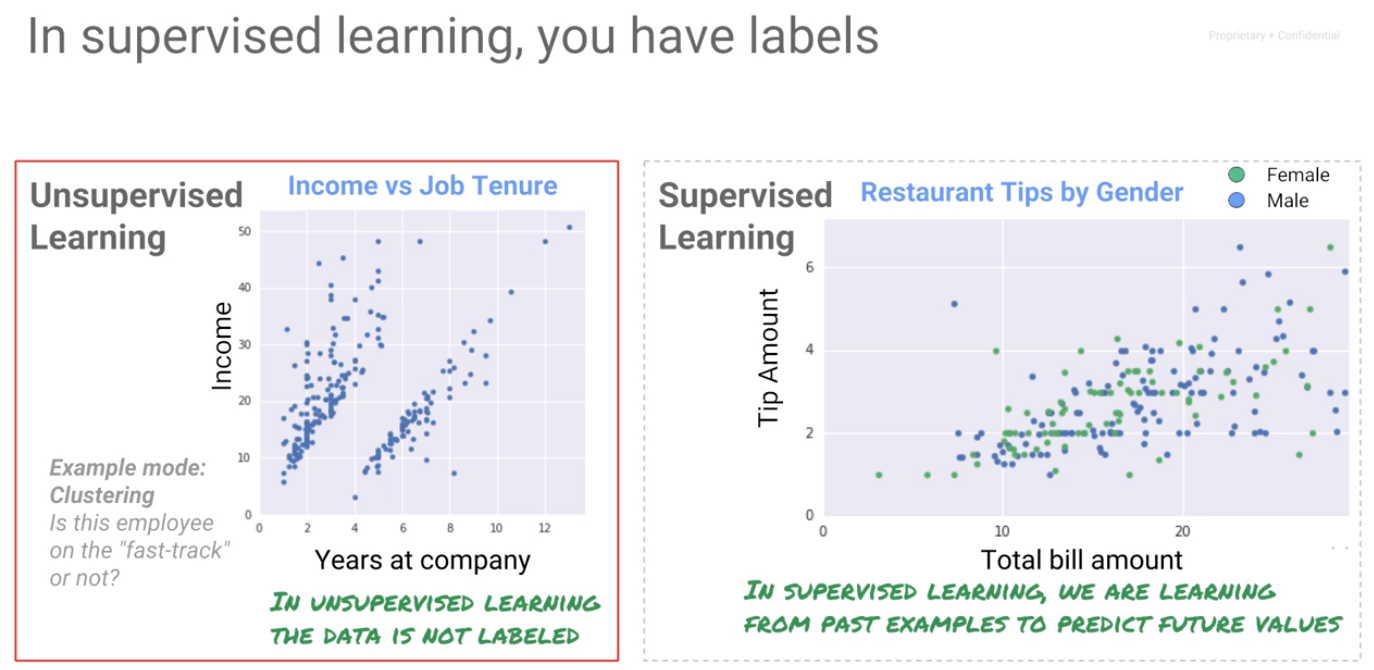 In supervised learning, you have labels
Proprietary + Confidential
Unsupervised
Learning
Income vs Job Tenure
50
40
30
20
10
0
Income
0 2 4 6 8 10 12
Years at company
Example mode:
Clustering
Is this employee
on the "fast-track"
or not?
In unsupervised learning
the data is not labeled
Supervised
Learning
Restaurant Tips by Gender
Female
Male
6
4
2
0
Tip Amount
0 10 20
Total bill amount
In supervised learning, we are learning
from past examples to predict future values